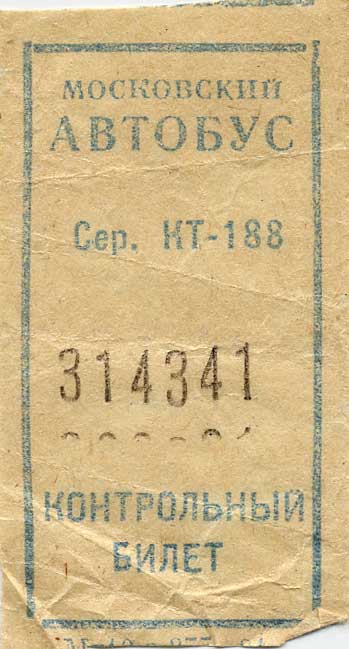 МОСКОВСКИЙ
АВТОБУС
Сер. КТ-188
314341
КОНТРОЛЬНЫЙ
БИЛЕТ